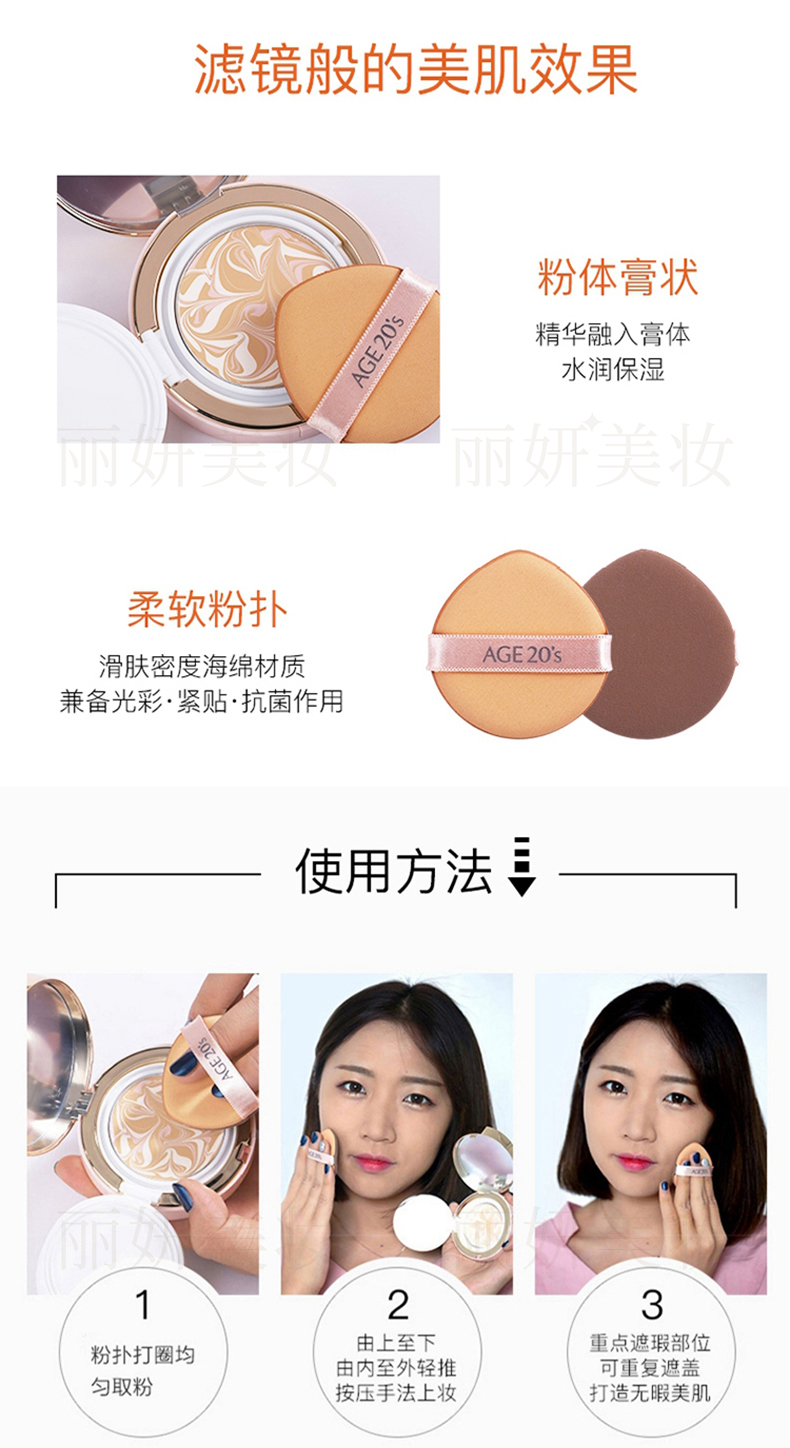 滤镜般的美肌效果
AGE 20's
粉体膏状
精华融入膏体
水润保湿
丽妍美妆 丽妍美妆
柔软粉扑
滑肤密度海绵材质
兼备光彩·紧贴·抗菌作用
AGE 20's
使用方法
AGE 20's
丽妍美妆
1
粉扑打圈均
匀取粉
2
由上至下
由内至外轻推
按压手法上妆
3
重点遮瑕部位
可重复遮盖
打造无暇美肌